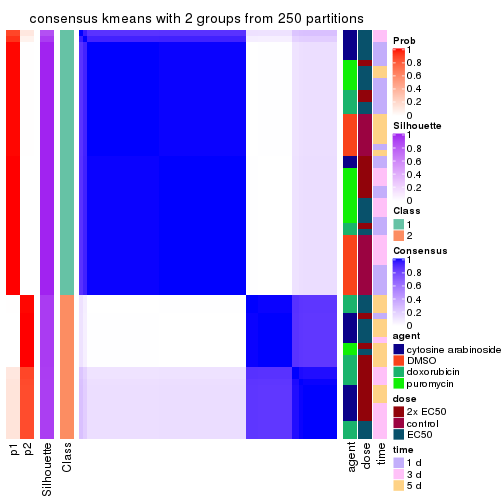 consensus kmeans with 2 groups from 250 partitions
Prob
1
0.8
0.6
0.4
0.2
0
Silhouette
1
0.8
0.6
0.4
0.2
0
Class
1
2
Consensus
1
0.8
0.6
0.4
0.2
0
agent
cytosine arabinoside
DMSO
doxorubicin
puromycin
dose
2x EC50
control
EC50
time
1 d
3 d
5 d
p1
p2
Silhouette
Class
agent
dose
time